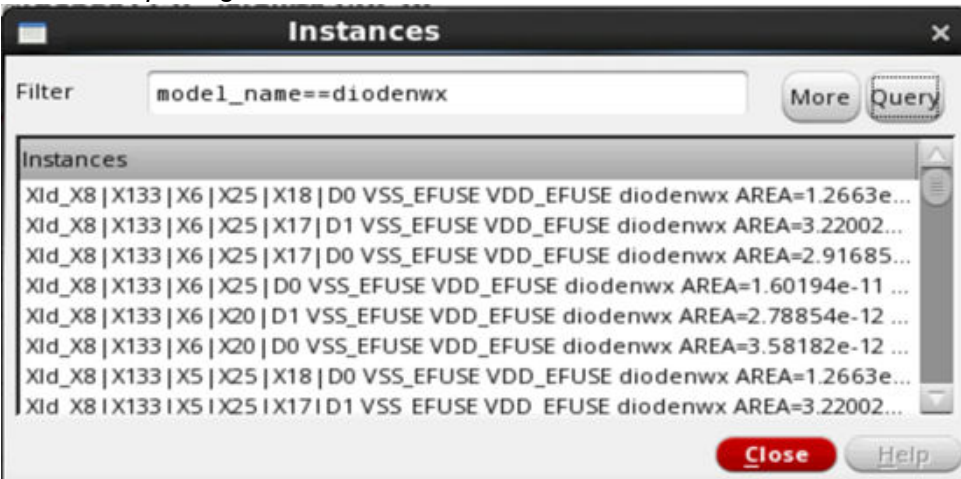 Instances
Filter model_name==diodenwx More Query
Instances
XId_X8|X133|X6|X25|X18|D0 VSS_EFUSE VDD_EFUSE diodenwx AREA=1.2663e...
XId_X8|X133|X6|X25|X17|D1 VSS_EFUSE VDD_EFUSE diodenwx AREA=3.22002...
XId_X8|X133|X6|X25|X17|D0 VSS_EFUSE VDD_EFUSE diodenwx AREA=2.91685...
XId_X8|X133|X6|X25|D0 VSS_EFUSE VDD_EFUSE diodenwx AREA=1.60194e-11 ...
XId_X8|X133|X6|X20|D1 VSS_EFUSE VDD_EFUSE diodenwx AREA=2.78854e-12 ...
XId_X8|X133|X6|X20|D0 VSS_EFUSE VDD_EFUSE diodenwx AREA=3.58182e-12 ...
XId_X8|X133|X5|X25|X18|D0 VSS_EFUSE VDD_EFUSE diodenwx AREA=1.2663e...
XId_X8|X133|X5|X25|X17|D1 VSS_EFUSE VDD_EFUSE diodenwx AREA=3.22002...
Close Help